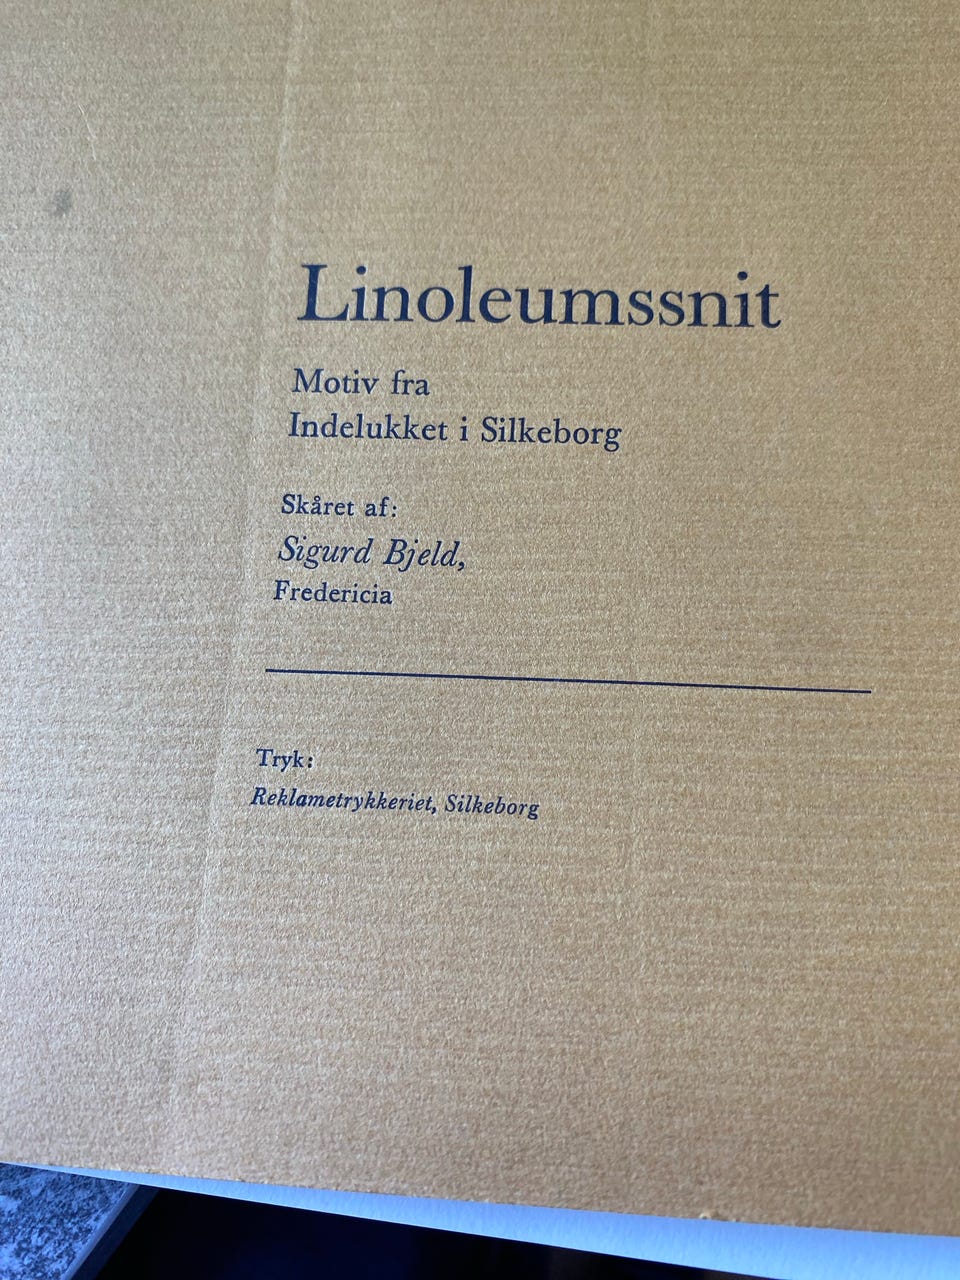 Linoleumssnit
Motiv fra
Indelukket i Silkeborg
Skåret af:
Sigurd Bjeld,
Fredericia
Tryk:
Reklametrykkeriet, Silkeborg